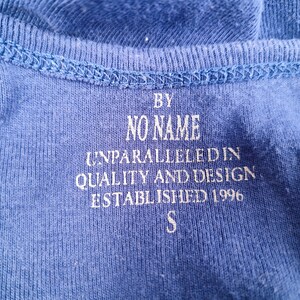 BY
NO NAME
UNPARALLELED IN
QUALITY AND DESIGN
ESTABLISHED 1996
S